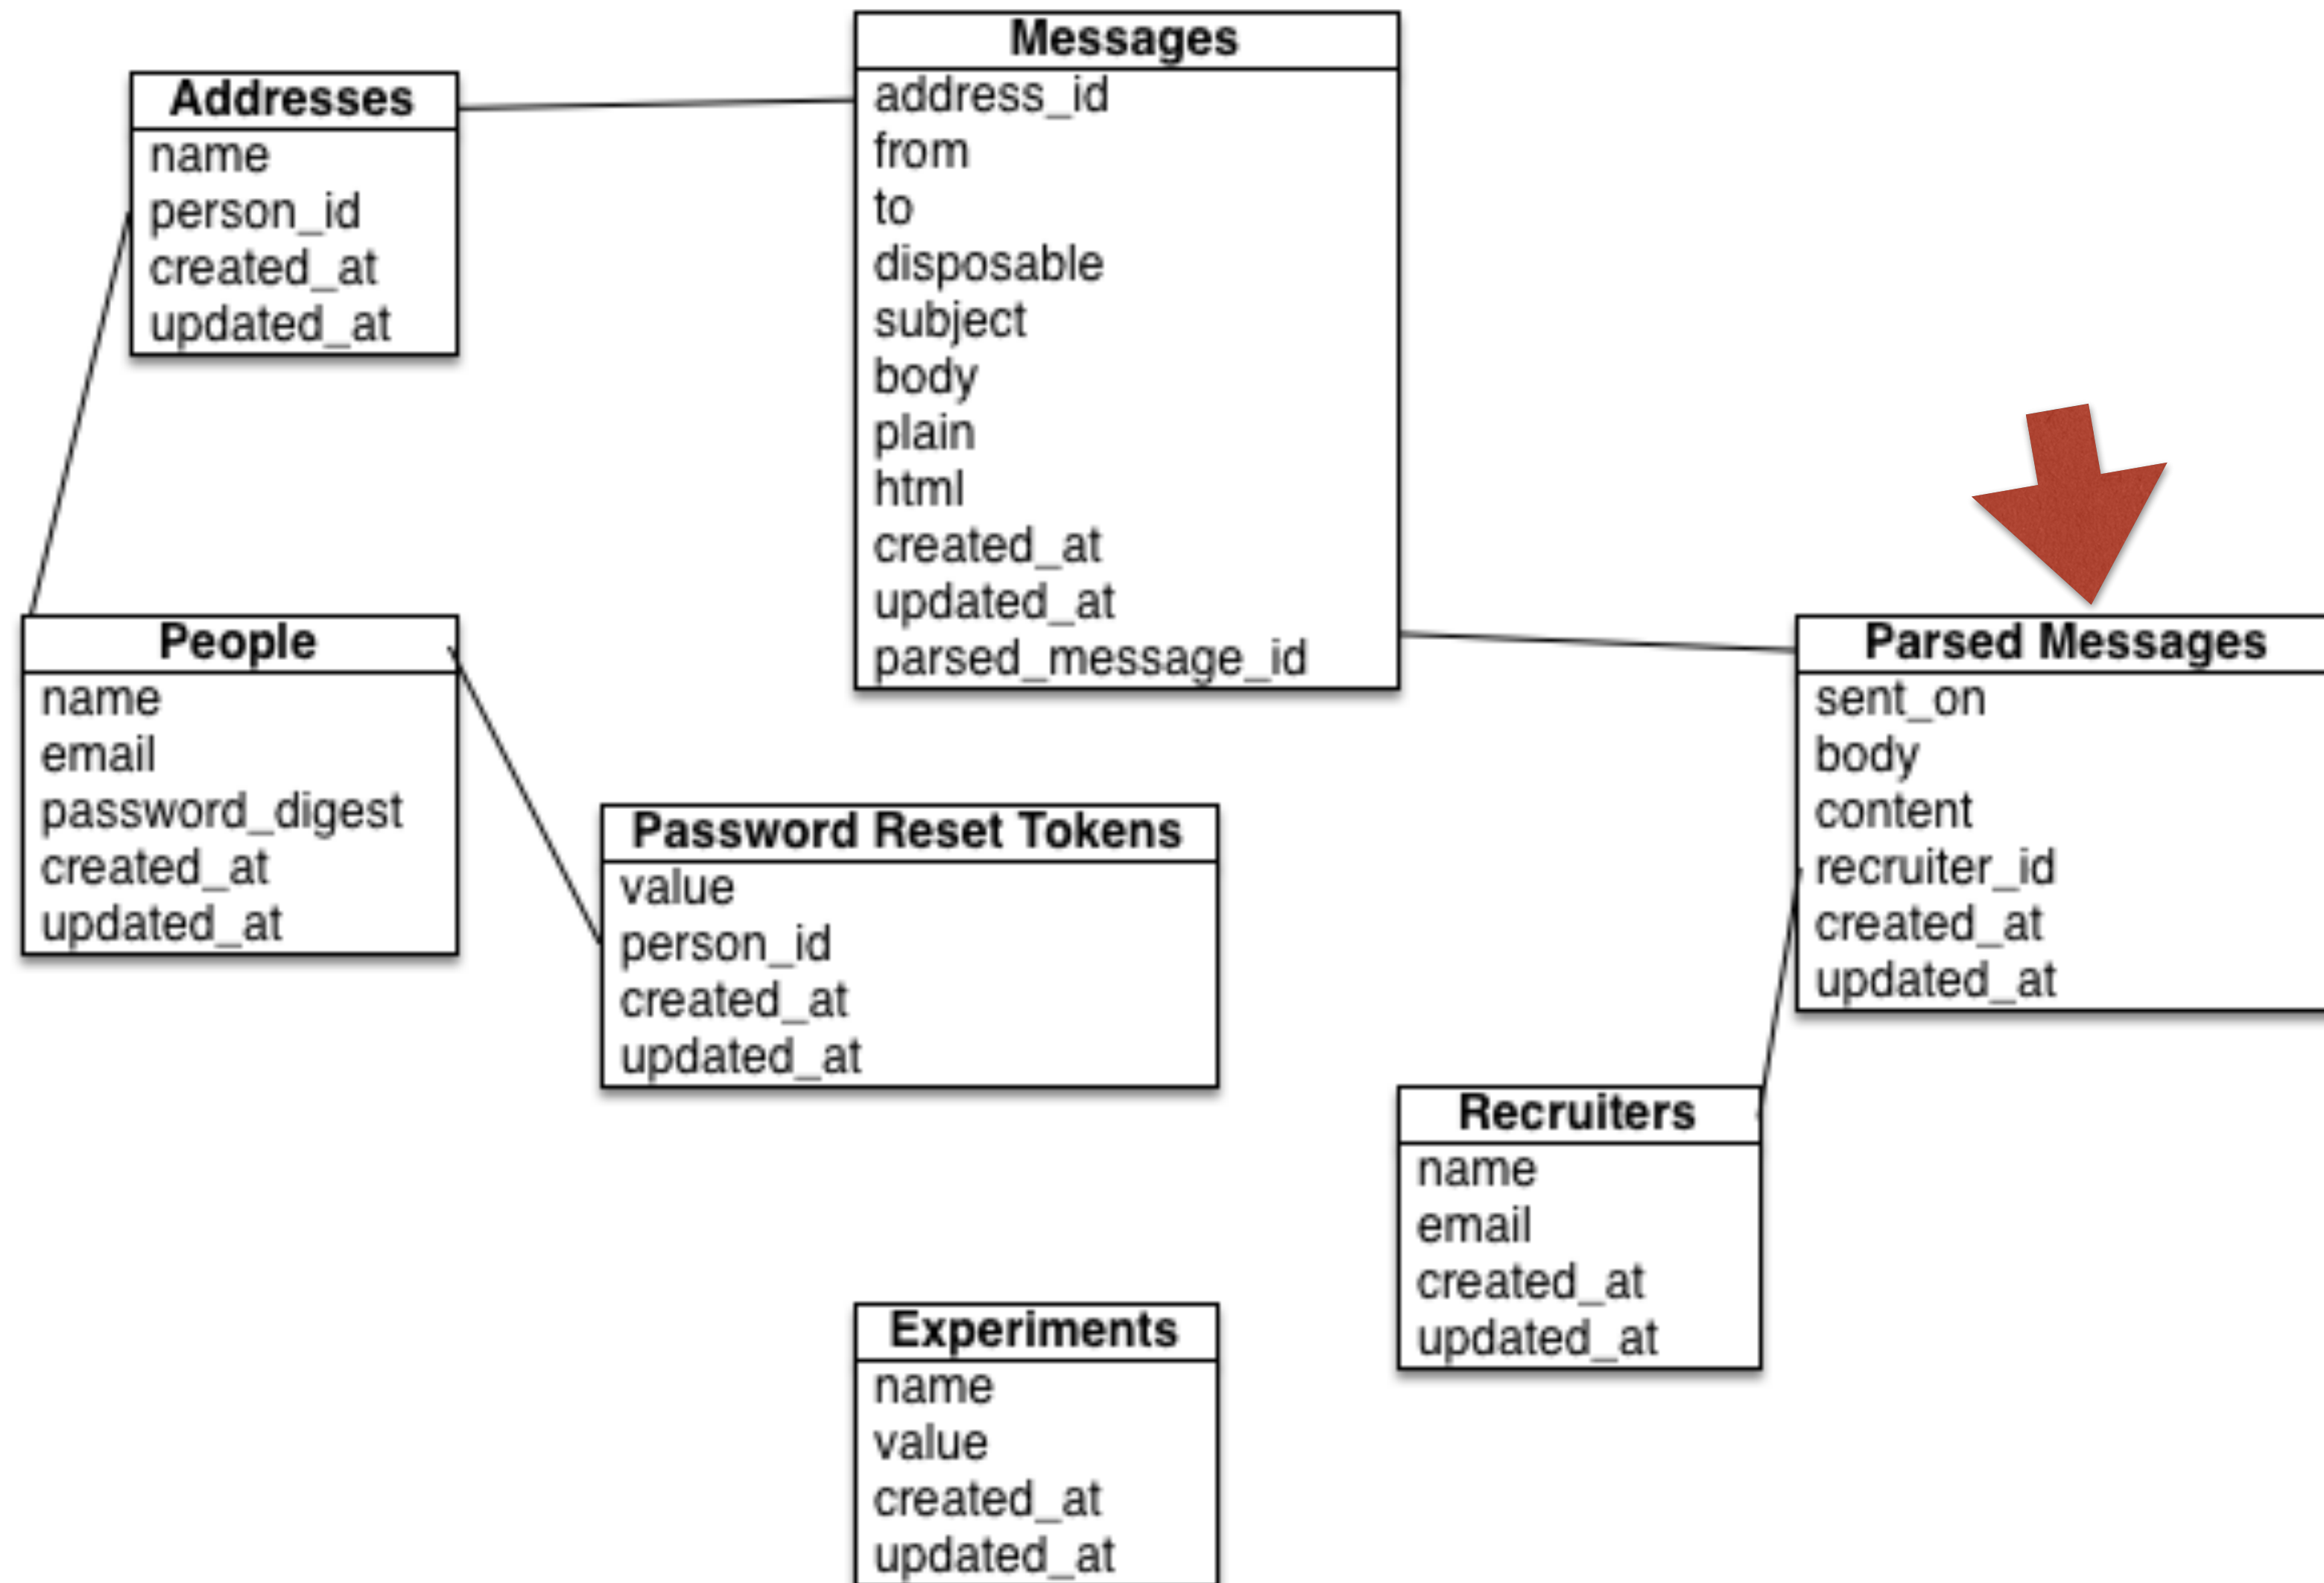 Messages
address_id
from
to
disposable
subject
body
plain
html
created_at
updated_at
parsed_message_id
Addresses
name
person_id
created_at
updated_at
People
name
email
password_digest
created_at
updated_at
Password Reset Tokens
value
person_id
created_at
updated_at
Parsed Messages
sent_on
body
content
recruiter_id
created_at
updated_at
Recruiters
name
email
created_at
updated_at
Experiments
name
value
created_at
updated_at